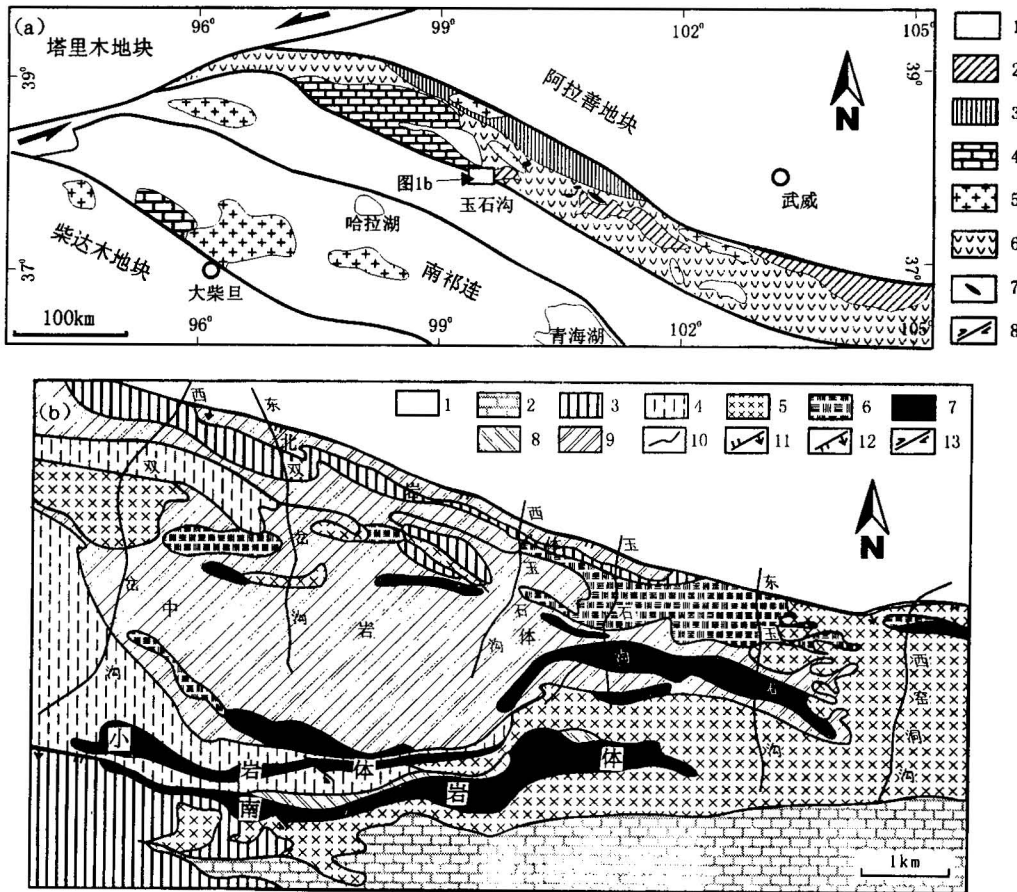 (a)
96° 99° 102° 105°
塔里木地块
39° 39°
阿拉善地块
N
图1b
玉石沟
武威
哈拉湖
柴达木地块
37° 37°
南祁连
大柴旦
100km
96° 99° 青海湖 102° 105°
1
2
3
4
5
6
7
8
(b)
1 2 3 4 5 6 7
8 9 10 11 12 13
西 东
北
双 双 岩 西 玉 东
体
岔 岔 玉 石 玉
中 沟 岩 石 体 沟 西
沟 沟 窑
N
洞
小 岩 体 体 沟 沟
南 岩
1km